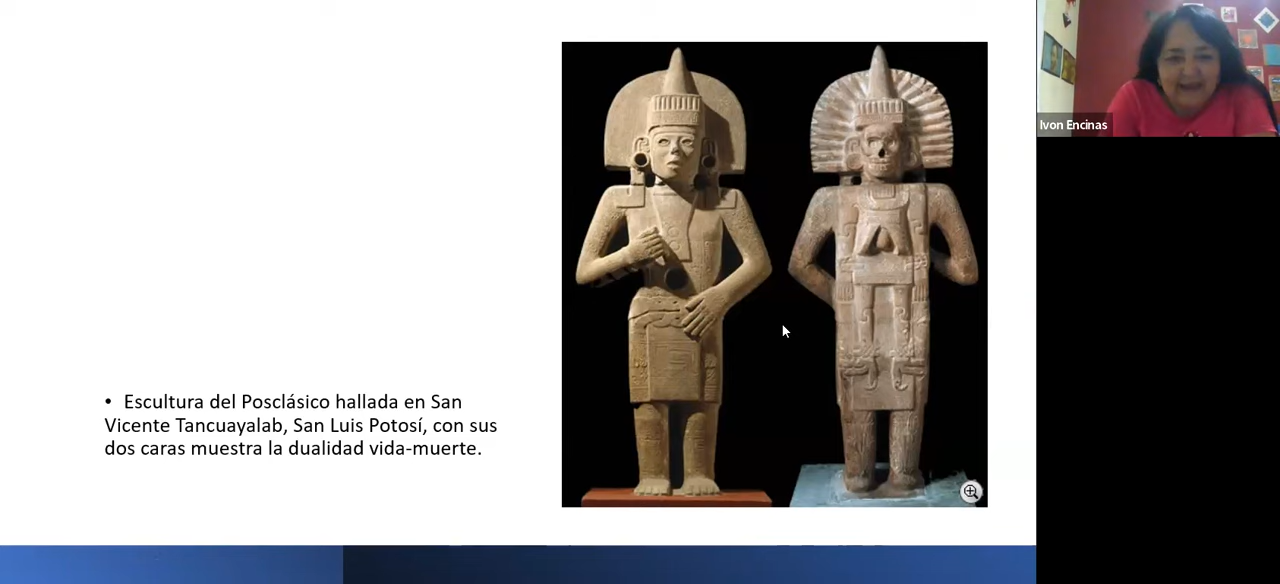 Ivon Encinas
• Escultura del Posclásico hallada en San
Vicente Tancuayalab, San Luis Potosí, con sus
dos caras muestra la dualidad vida-muerte.